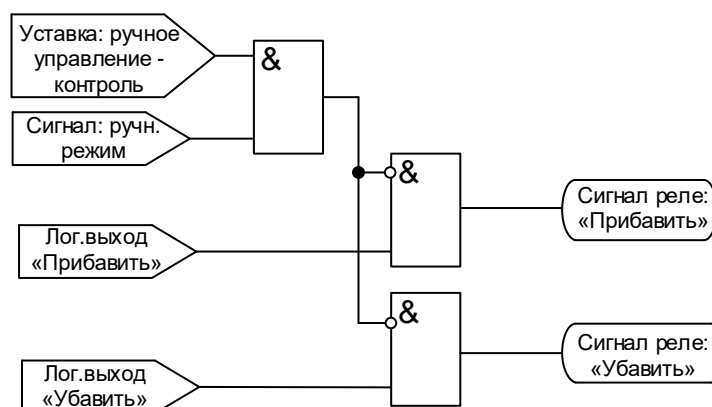 Уставка: ручное
управление -
контроль
&
Сигнал: ручн.
режим
&
Сигнал реле:
«Прибавить»
Лог.выход
«Прибавить»
&
Сигнал реле:
«Убавить»
Лог.выход
«Убавить»